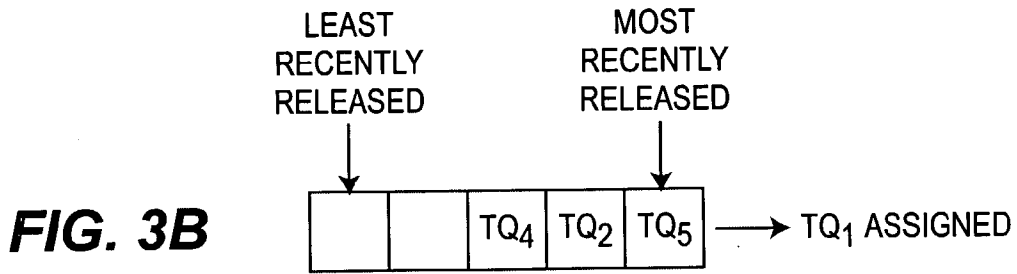 LEAST
RECENTLY
RELEASED
MOST
RECENTLY
RELEASED
FIG. 3B
TQ4 TQ2 TQ5
TQ1 ASSIGNED